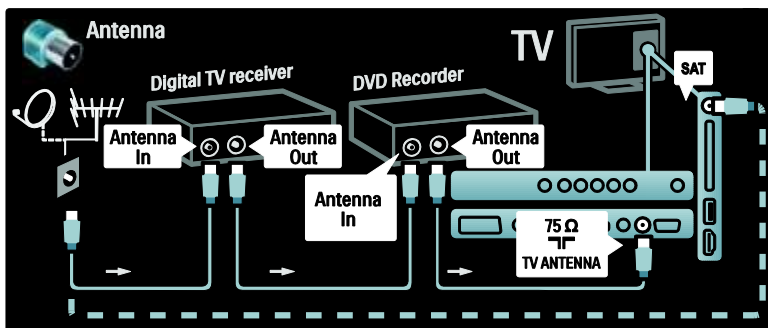 Antenna
TV
SAT
Digital TV receiver
DVD Recorder
Antenna
In
Antenna
Out
Antenna
In
Antenna
Out
75 Ω
TV ANTENNA